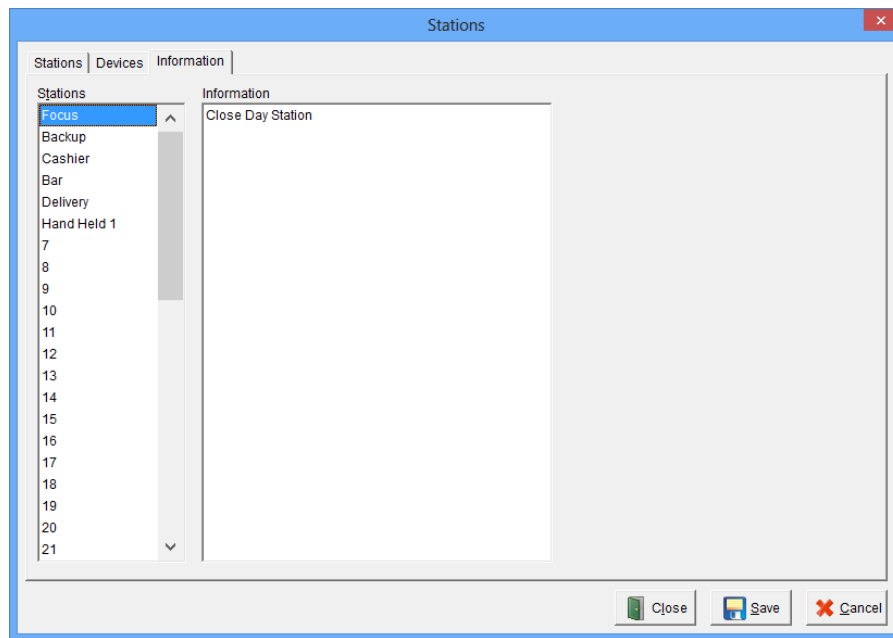 Stations
Stations Devices Information
Stations
Focus
Backup
Cashier
Bar
Delivery
Hand Held 1
7
8
9
10
11
12
13
14
15
16
17
18
19
20
21
Information
Close Day Station
Close Save Cancel